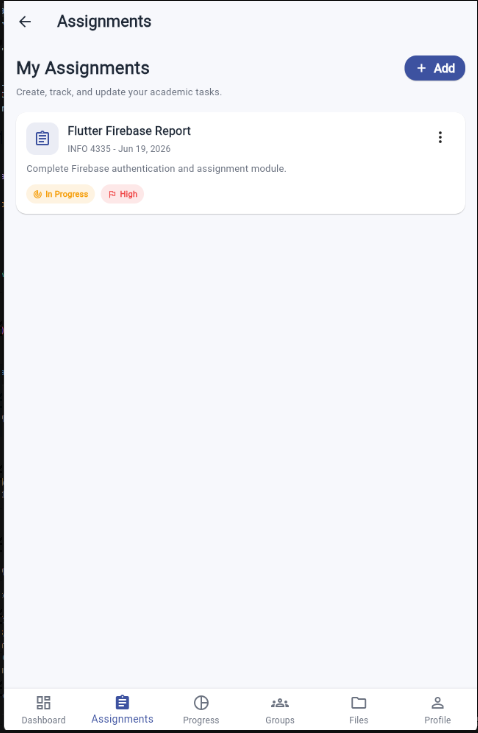 Assignments
My Assignments
+ Add
Create, track, and update your academic tasks.
Flutter Firebase Report
INFO 4335 - Jun 19, 2026
Complete Firebase authentication and assignment module.
In Progress High
Dashboard Assignments Progress Groups Files Profile